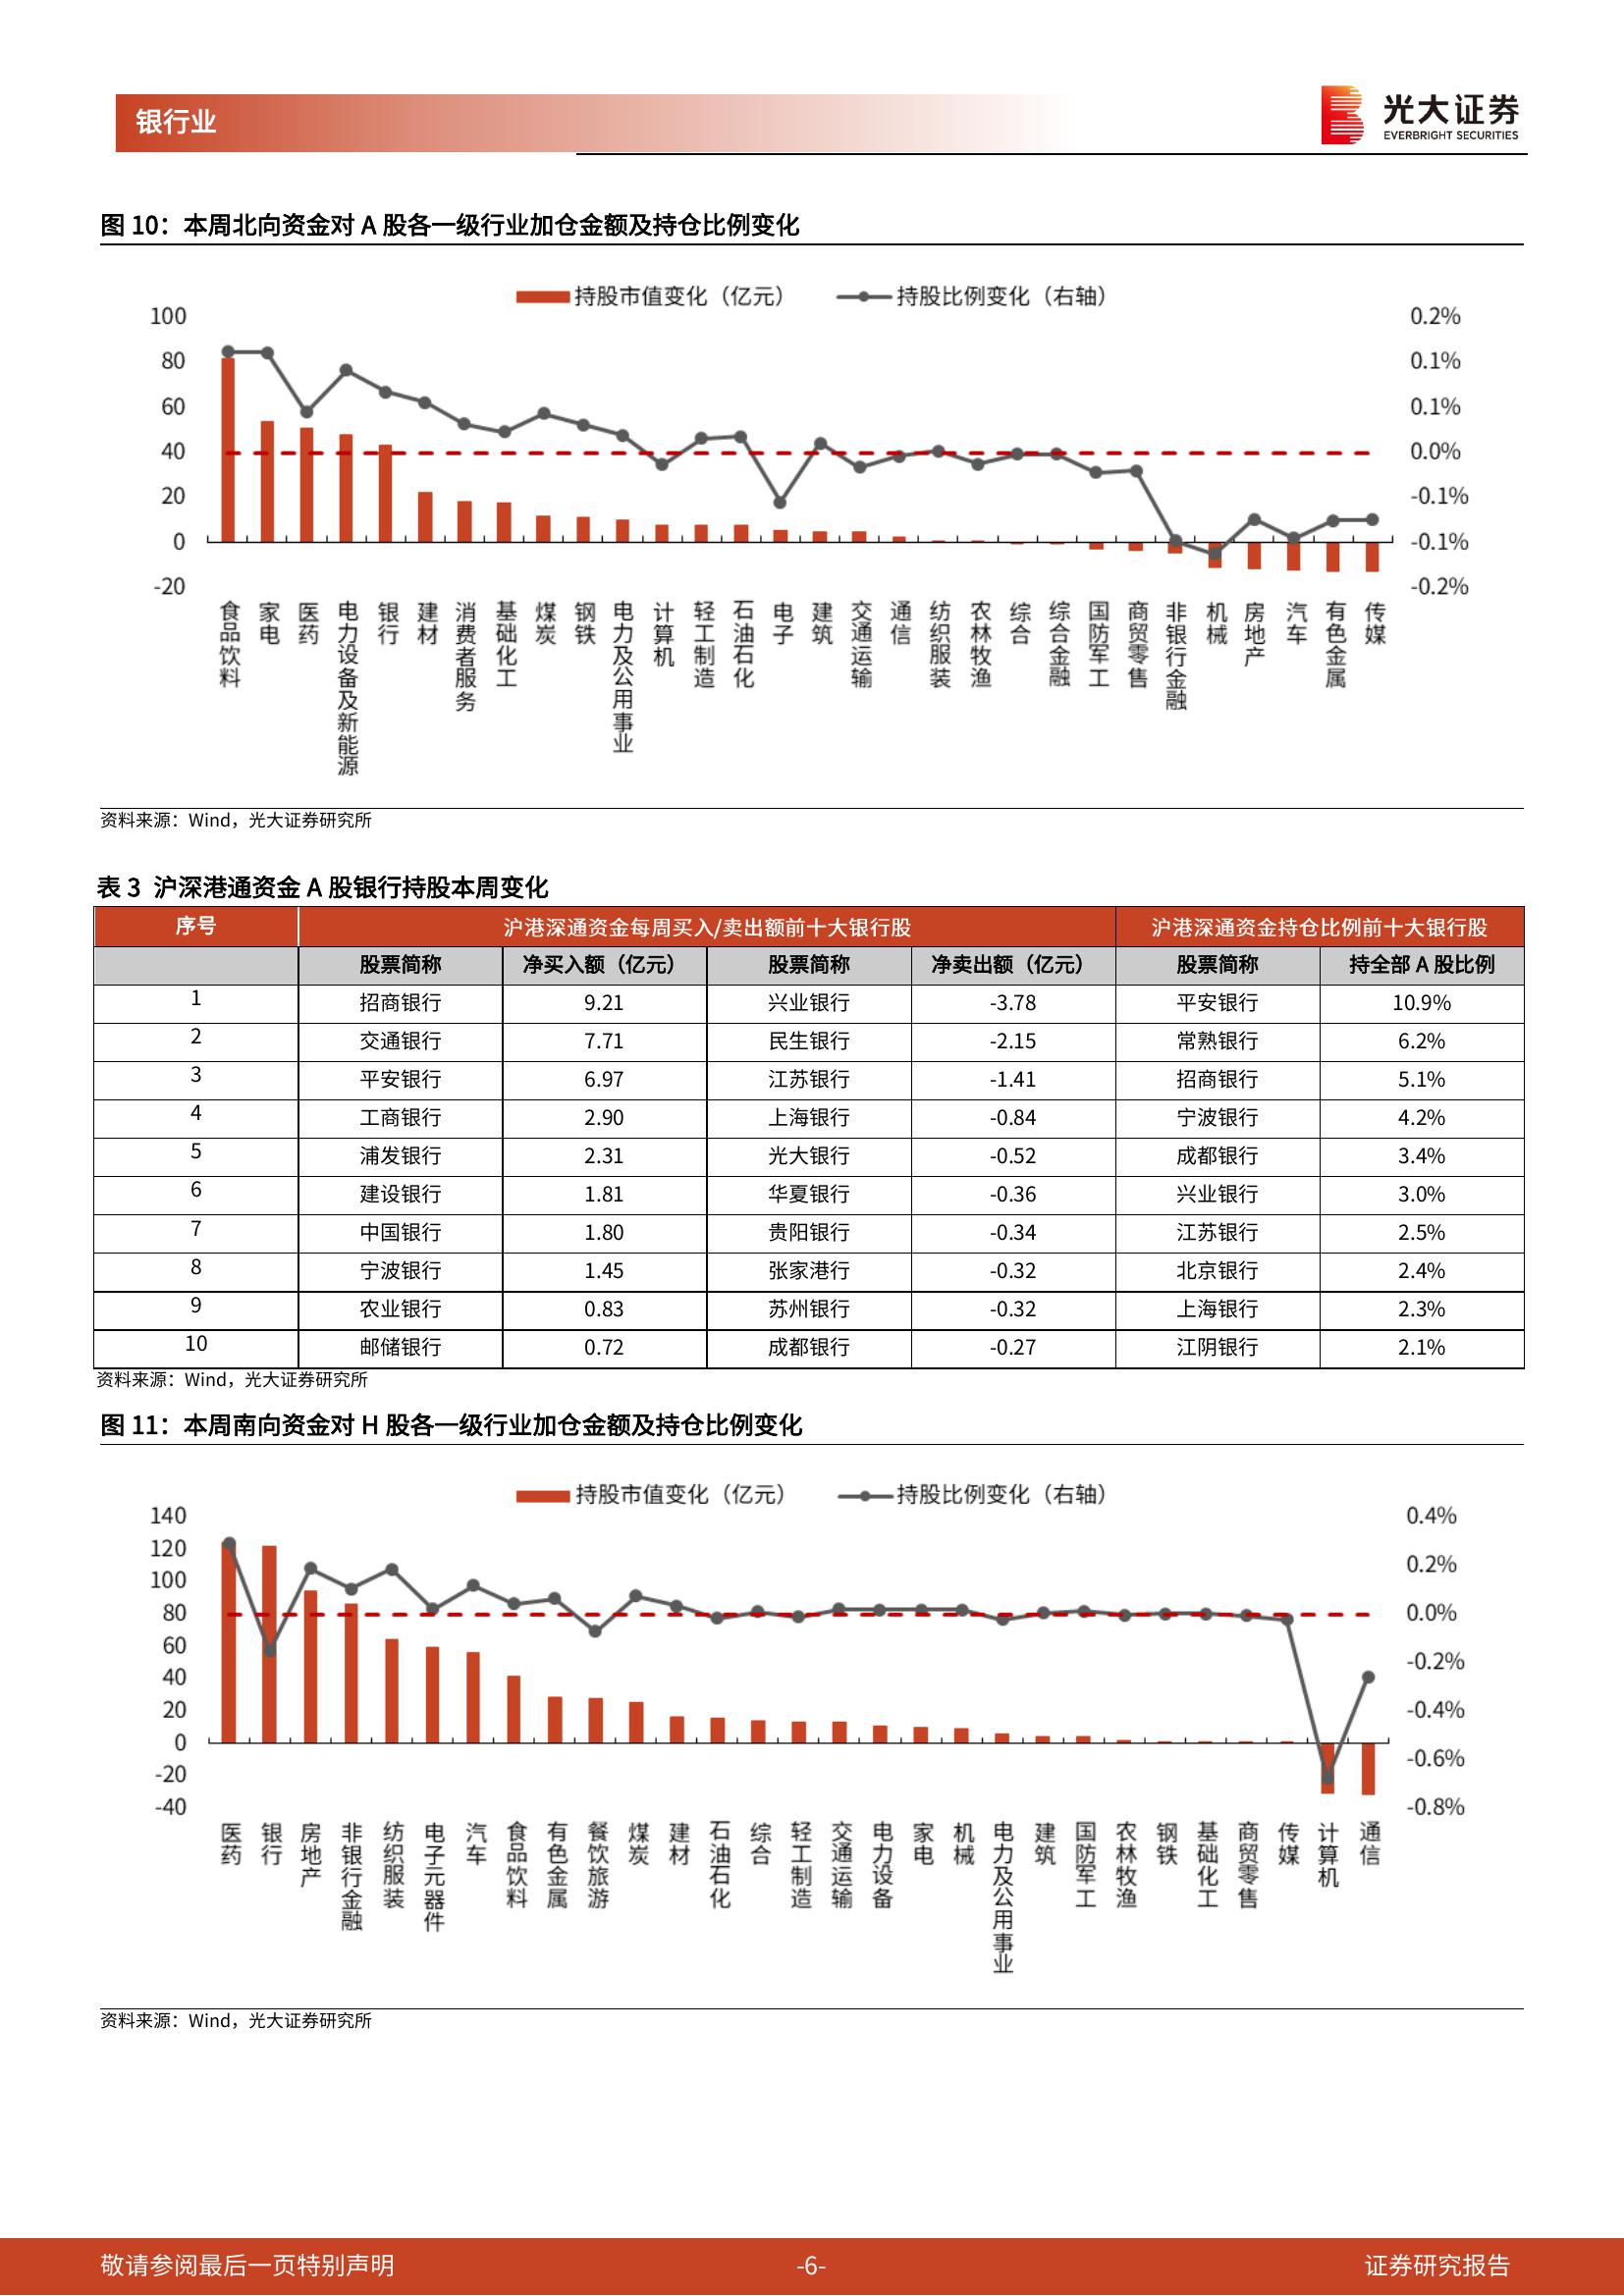 银行业
光大证券
EVERBRIGHT SECURITIES
图 10：本周北向资金对 A 股各一级行业加仓金额及持仓比例变化
持股市值变化（亿元） 持股比例变化（右轴）
100 0.2%
80 0.1%
60 0.1%
40 0.0%
20 -0.1%
0 -0.1%
-20 -0.2%
食品饮料 家电 医药 电力设备及新能源 银行 建材 消费者服务 基础化工 煤炭 钢铁 电力及公用事业 计算机 轻工制造 石油石化 电子 建筑 交通运输 通信 纺织服装 农林牧渔 综合 综合金融 国防军工 商贸零售 非银行金融 机械 房地产 汽车 有色金属 传媒
资料来源：Wind，光大证券研究所
表 3 沪深港通资金 A 股银行持股本周变化
序号 沪港深通资金每周买入/卖出额前十大银行股 沪港深通资金持仓比例前十大银行股
股票简称 净买入额（亿元） 股票简称 净卖出额（亿元） 股票简称 持全部 A 股比例
1 招商银行 9.21 兴业银行 -3.78 平安银行 10.9%
2 交通银行 7.71 民生银行 -2.15 常熟银行 6.2%
3 平安银行 6.97 江苏银行 -1.41 招商银行 5.1%
4 工商银行 2.90 上海银行 -0.84 宁波银行 4.2%
5 浦发银行 2.31 光大银行 -0.52 成都银行 3.4%
6 建设银行 1.81 华夏银行 -0.36 兴业银行 3.0%
7 中国银行 1.80 贵阳银行 -0.34 江苏银行 2.5%
8 宁波银行 1.45 张家港行 -0.32 北京银行 2.4%
9 农业银行 0.83 苏州银行 -0.32 上海银行 2.3%
10 邮储银行 0.72 成都银行 -0.27 江阴银行 2.1%
资料来源：Wind，光大证券研究所
图 11：本周南向资金对 H 股各一级行业加仓金额及持仓比例变化
持股市值变化（亿元） 持股比例变化（右轴）
140 0.4%
120
100 0.2%
80 0.0%
60 -0.2%
40
20 -0.4%
0 -0.6%
-20
-40 -0.8%
医药 银行 房地产 非银行金融 纺织服装 电子元器件 汽车 食品饮料 有色金属 餐饮旅游 煤炭 建材 石油石化 综合 轻工制造 交通运输 电力设备 家电 机械 电力及公用事业 建筑 国防军工 农林牧渔 钢铁 基础化工 商贸零售 传媒 计算机 通信
资料来源：Wind，光大证券研究所
敬请参阅最后一页特别声明 -6- 证券研究报告